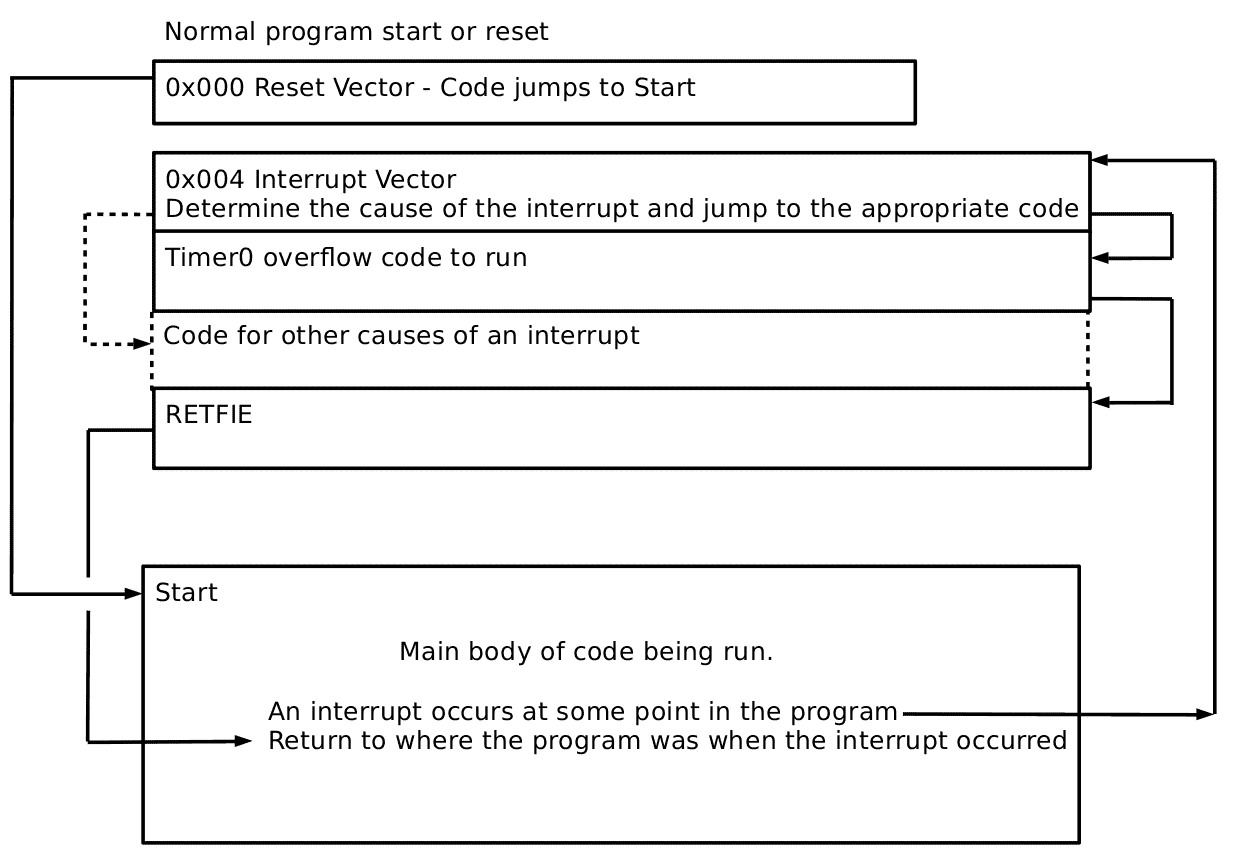 Normal program start or reset
0x000 Reset Vector - Code jumps to Start
0x004 Interrupt Vector
Determine the cause of the interrupt and jump to the appropriate code
Timer0 overflow code to run
Code for other causes of an interrupt
RETFIE
Start
Main body of code being run.
An interrupt occurs at some point in the program
Return to where the program was when the interrupt occurred